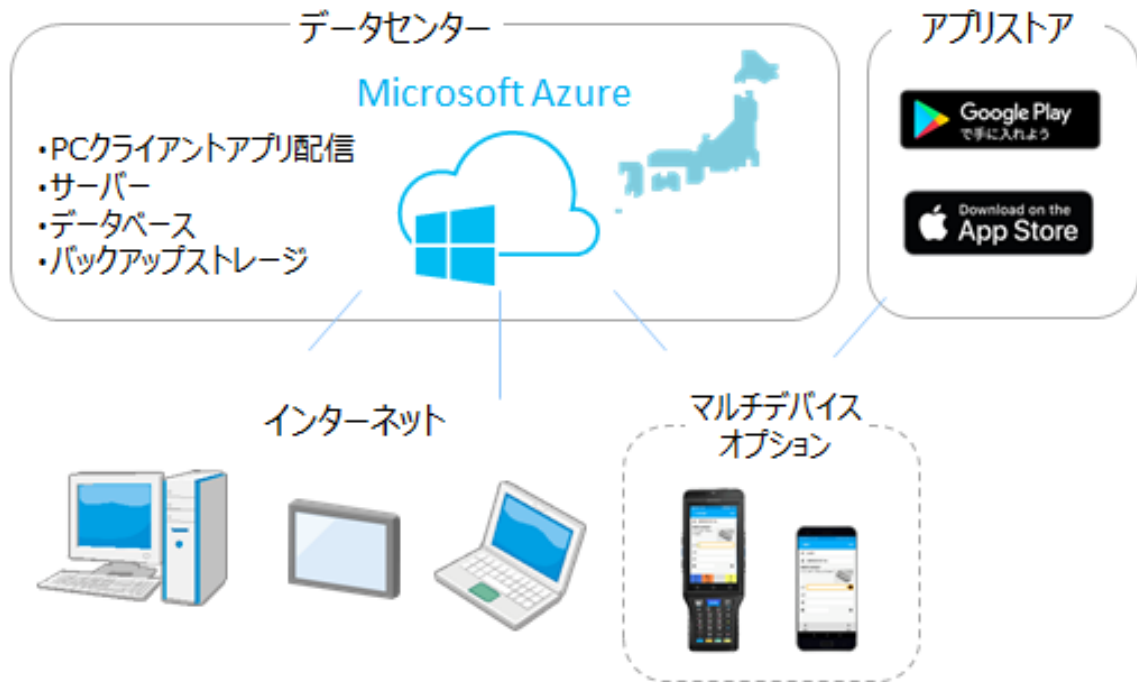 データセンター
Microsoft Azure
・PCクライアントアプリ配信
・サーバー
・データベース
・バックアップストレージ
アプリストア
Google Play
で手に入れよう
Download on the
App Store
インターネット
マルチデバイス
オプション